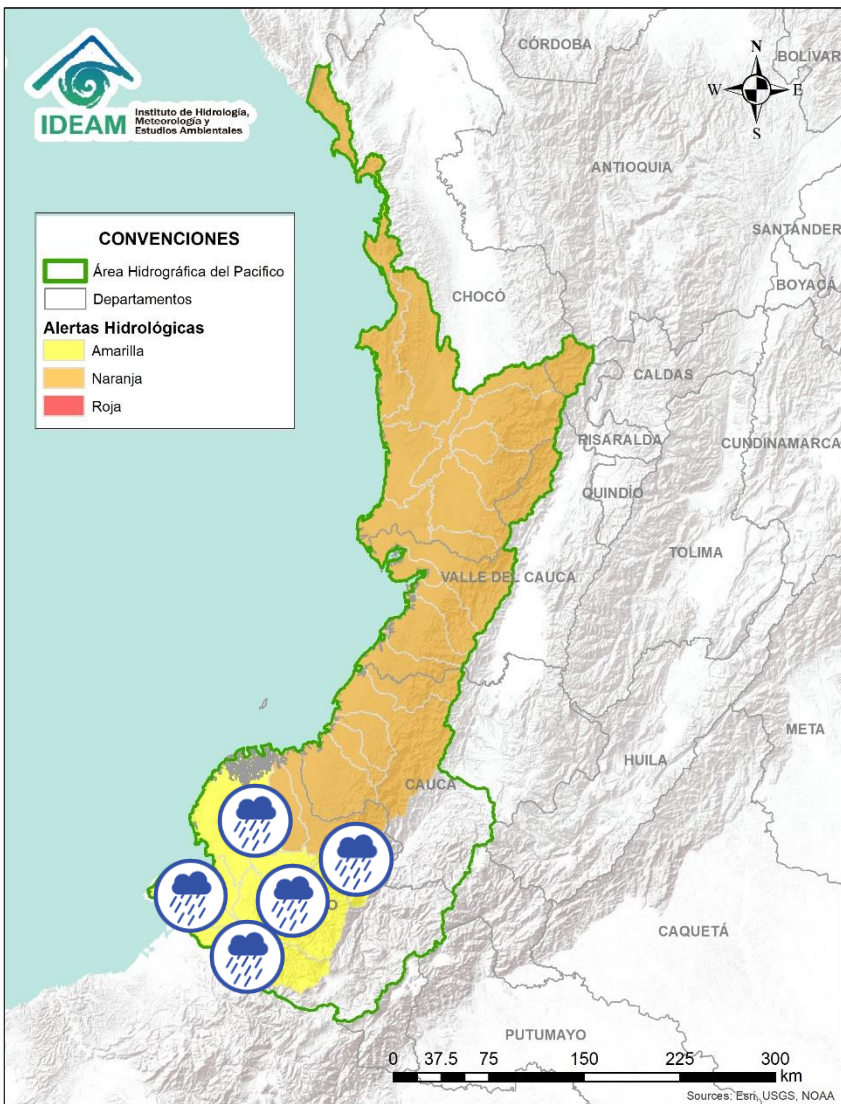 IDEAM
Instituto de Hidrología,
Meteorología y
Estudios Ambientales
CÓRDOBA
BOLÍVAR
N
W
E
S
ANTIOQUIA
SANTANDER
BOYACÁ
CONVENCIONES
Área Hidrográfica del Pacifico
Departamentos
Alertas Hidrológicas
Amarilla
Naranja
Roja
CHOCÓ
CALDAS
RISARALDA
CUNDINAMARCA
QUINDÍO
TOLIMA
VALLE DEL CAUCA
META
HUILA
CAUCA
CAQUETÁ
PUTUMAYO
0 37.5 75 150 225 300
km
Sources: Esri, USGS, NOAA